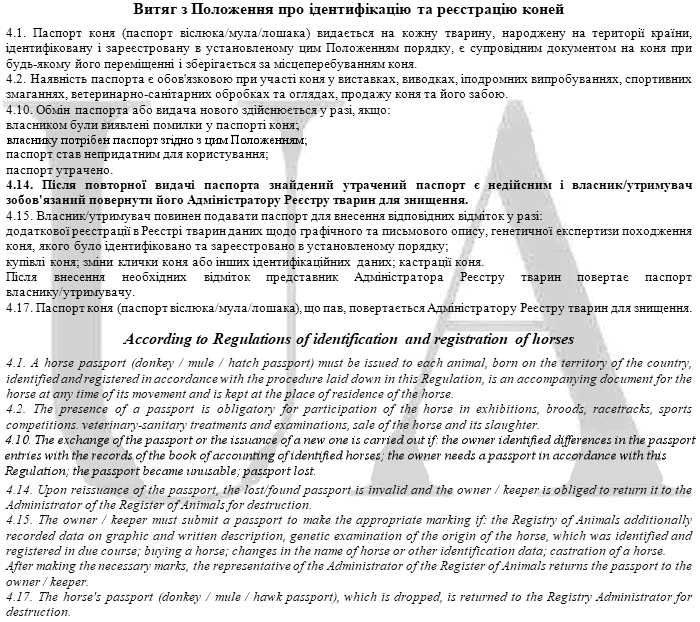 Витяг з Положення про ідентифікацію та реєстрацію коней
4.1. Паспорт коня (паспорт віслюка/мула/лошака) видається на кожну тварину, народжену на території країни,
ідентифіковану і зареєстровану в установленому цим Положенням порядку, є супровідним документом на коня при
будь-якому його переміщенні і зберігається за місцеперебуванням коня.
4.2. Наявність паспорта є обов'язковою при участі коня у виставках, виводках, іподромних випробуваннях, спортивних
змаганнях, ветеринарно-санітарних обробках та оглядах, продажу коня та його забою.
4.10. Обмін паспорта або видача нового здійснюється у разі, якщо:
власником були виявлені помилки у паспорті коня;
власнику потрібен паспорт згідно з цим Положенням;
паспорт став непридатним для користування;
паспорт утрачено.
4.14. Після повторної видачі паспорта знайдений утрачений паспорт є недійсним і власник/утримувач
зобов'язаний повернути його Адміністратору Реєстру тварин для знищення.
4.15. Власник/утримувач повинен подавати паспорт для внесення відповідних відміток у разі:
додаткової реєстрації в Реєстрі тварин даних щодо графічного та письмового опису, генетичної експертизи походження
коня, якого було ідентифіковано та зареєстровано в установленому порядку;
купівлі коня; зміни клички коня або інших ідентифікаційних даних; кастрації коня.
Після внесення необхідних відміток представник Адміністратора Реєстру тварин повертає паспорт
власнику/утримувачу.
4.17. Паспорт коня (паспорт віслюка/мула/лошака), що пав, повертається Адміністратору Реєстру тварин для знищення.
According to Regulations of identification and registration of horses
4.1. A horse passport (donkey / mule / hatch passport) must be issued to each animal, born on the territory of the country,
identified and registered in accordance with the procedure laid down in this Regulation, is an accompanying document for the
horse at any time of its movement and is kept at the place of residence of the horse.
4.2. The presence of a passport is obligatory for participation of the horse in exhibitions, broods, racetracks, sports
competitions. veterinary-sanitary treatments and examinations, sale of the horse and its slaughter.
4.10. The exchange of the passport or the issuance of a new one is carried out if: the owner identified differences in the passport
entries with the records of the book of accounting of identified horses; the owner needs a passport in accordance with this
Regulation; the passport became unusable; passport lost.
4.14. Upon reissuance of the passport, the lost/found passport is invalid and the owner / keeper is obliged to return it to the
Administrator of the Register of Animals for destruction.
4.15. The owner / keeper must submit a passport to make the appropriate marking if: the Registry of Animals additionally
recorded data on graphic and written description, genetic examination of the origin of the horse, which was identified and
registered in due course; buying a horse; changes in the name of horse or other identification data; castration of a horse.
After making the necessary marks, the representative of the Administrator of the Register of Animals returns the passport to the
owner / keeper.
4.17. The horse's passport (donkey / mule / hawk passport), which is dropped, is returned to the Registry Administrator for
destruction.
UA